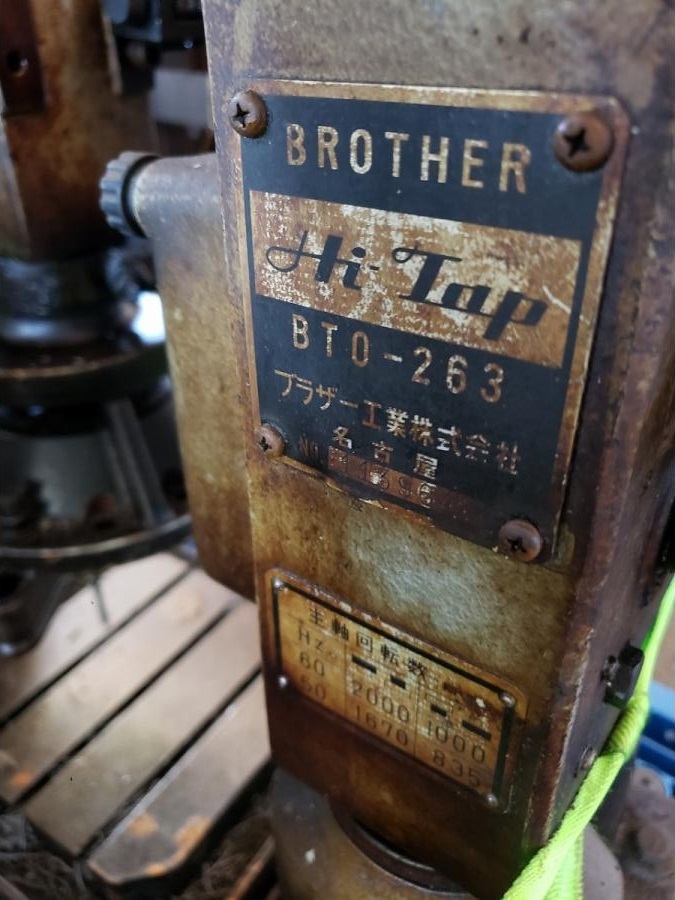 BROTHER
Hi-Tap
BTO-263
ブラザー工業株式会社
名古屋
主軸回転数
Hz
60 2000 1000
50 1670 835